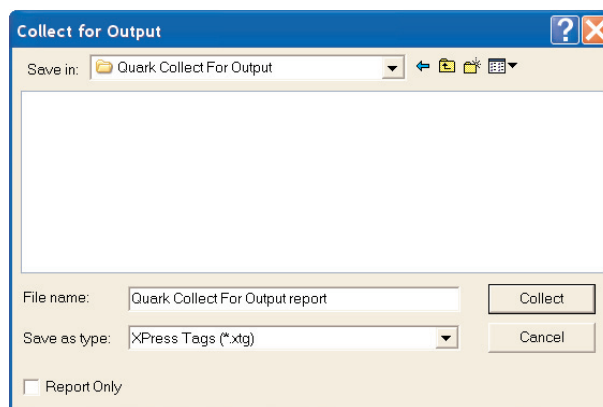 Collect for Output
Save in: Quark Collect For Output
File name: Quark Collect For Output report
Collect
Save as type: XPress Tags (*.xtg)
Cancel
Report Only